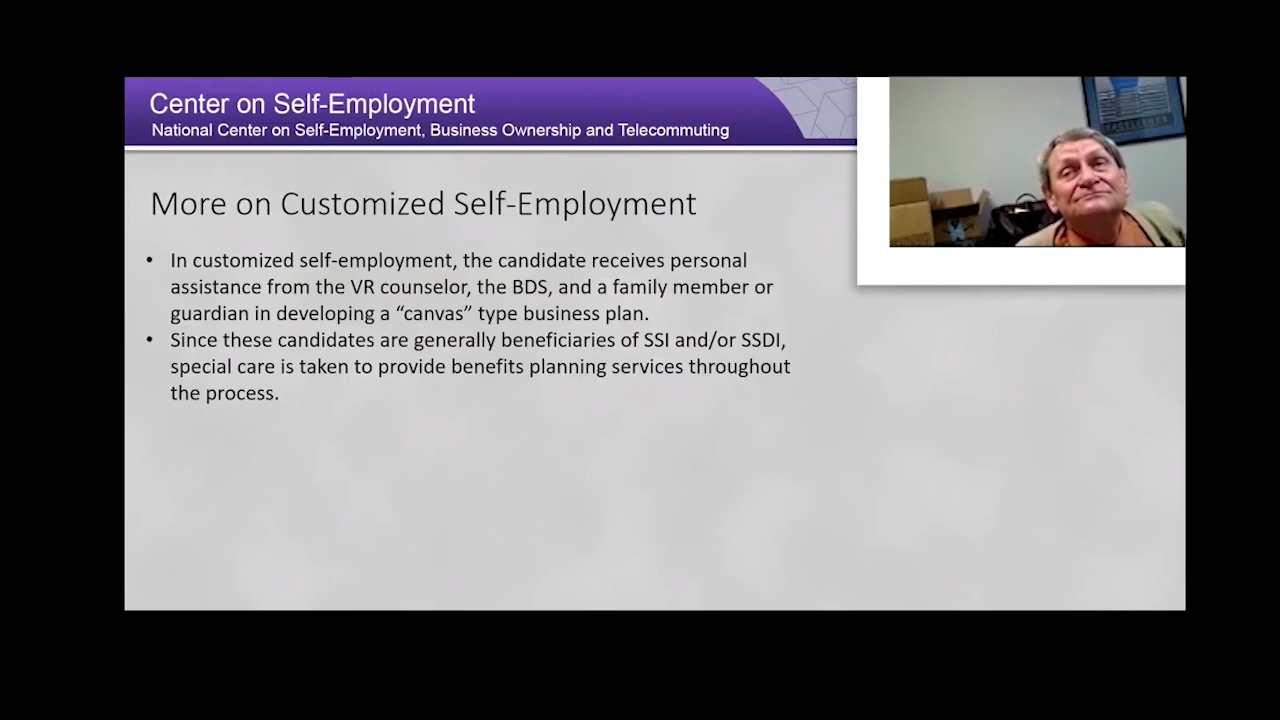 Center on Self-Employment
National Center on Self-Employment, Business Ownership and Telecommuting
More on Customized Self-Employment
• In customized self-employment, the candidate receives personal
assistance from the VR counselor, the BDS, and a family member or
guardian in developing a “canvas” type business plan.
• Since these candidates are generally beneficiaries of SSI and/or SSDI,
special care is taken to provide benefits planning services throughout
the process.